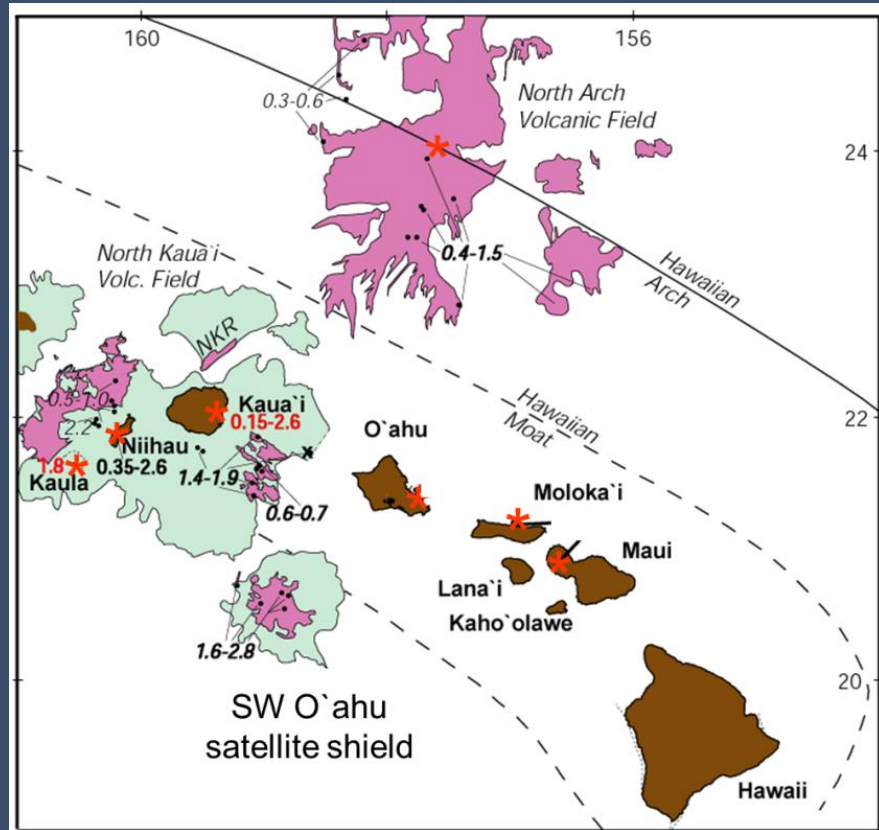 160
156
0.3-0.6
North Arch
Volcanic Field
24
0.4-1.5
Hawaiian
Arch
North Kaua`i
Volc. Field
NKR
Hawaiian
Moat
22
0.5-1.0
2.2
Kaua`i
0.15-2.6
O`ahu
Niihau
1.8
0.35-2.6
Kaula
x
1.4-1.9
0.6-0.7
Moloka`i
Maui
Lana`i
Kaho`olawe
1.6-2.8
20
SW O`ahu
satellite shield
Hawaii